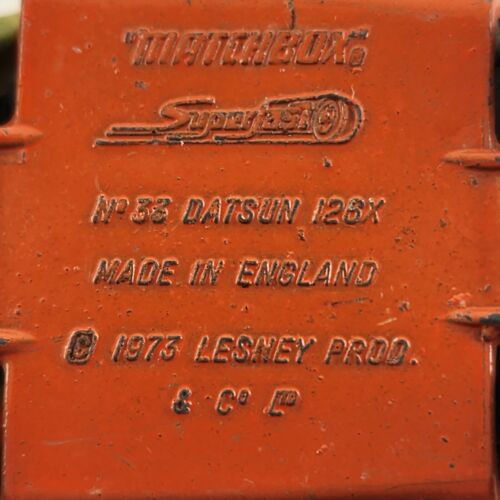 "MATCHBOX"®
Superfast
Nº 33 DATSUN 126X
MADE IN ENGLAND
© 1973 LESNEY PROD.
& Cº Lᵀᴰ